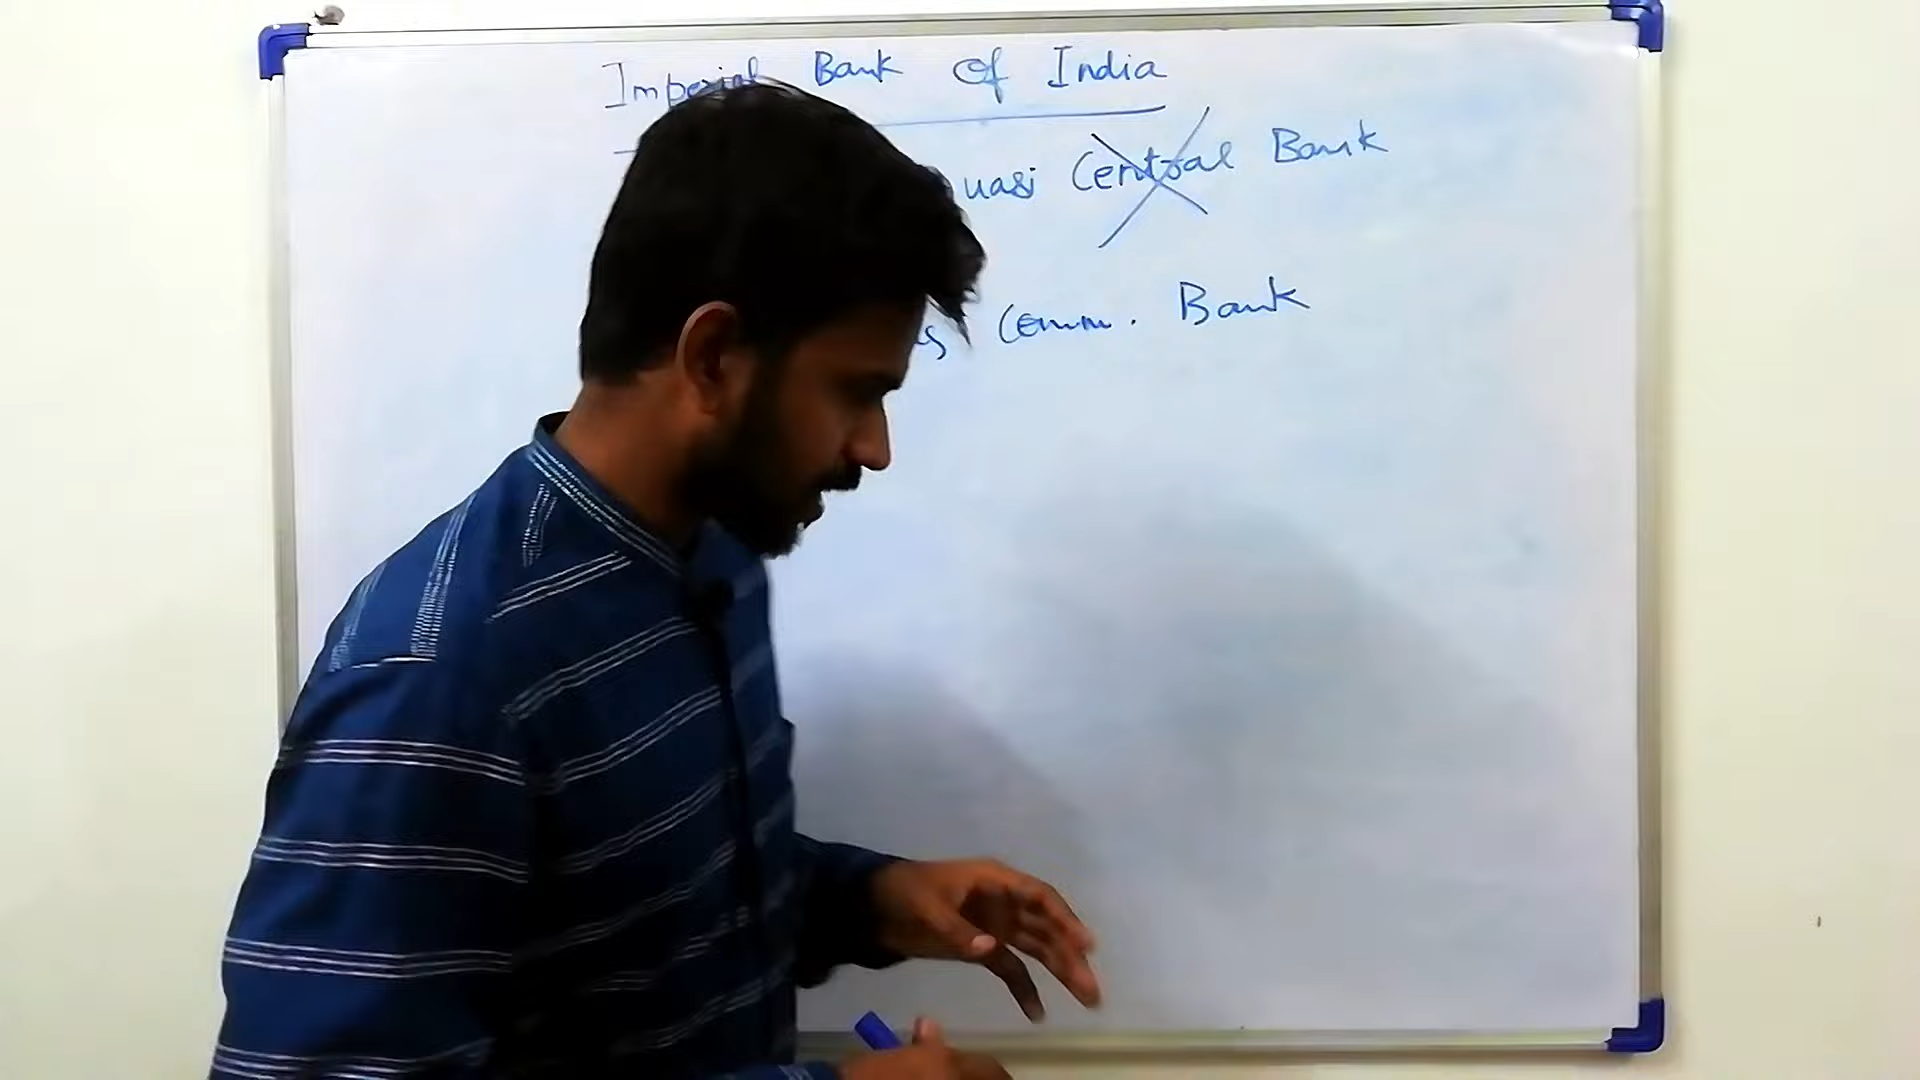 Imperial Bank Of India
uasi Central Bank
s Comm. Bank